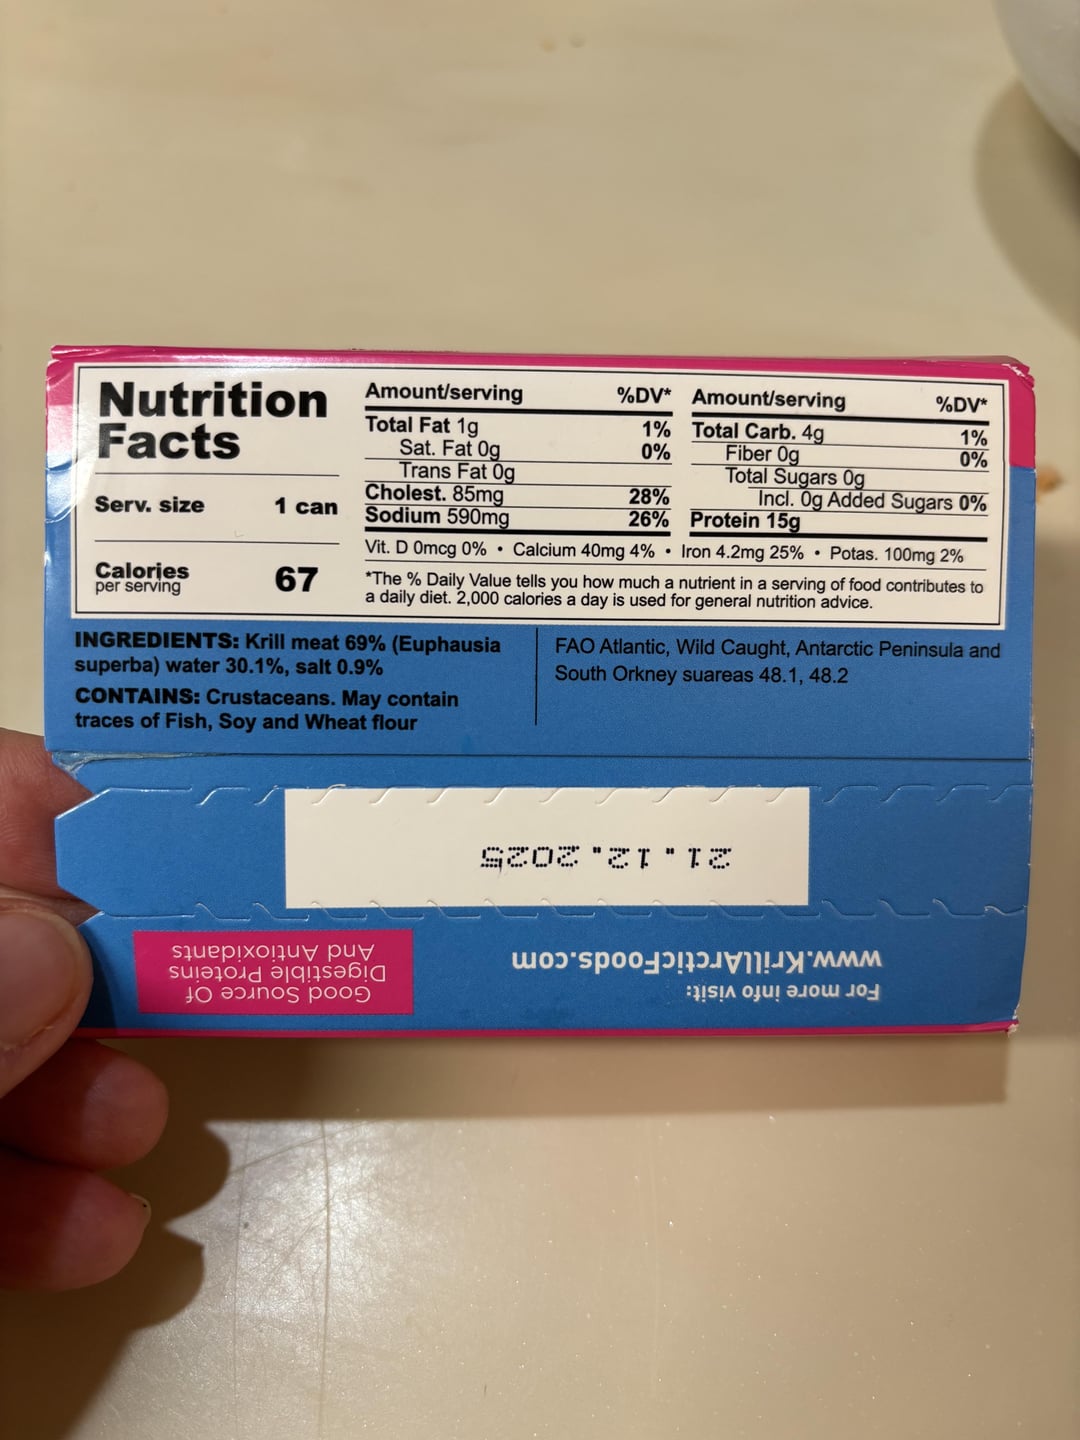 Nutrition
Facts
Serv. size 1 can
Calories
per serving 67
Amount/serving %DV*
Total Fat 1g 1%
Sat. Fat 0g 0%
Trans Fat 0g
Cholest. 85mg 28%
Sodium 590mg 26%
Amount/serving %DV*
Total Carb. 4g 1%
Fiber 0g 0%
Total Sugars 0g
Incl. 0g Added Sugars 0%
Protein 15g
Vit. D 0mcg 0% • Calcium 40mg 4% • Iron 4.2mg 25% • Potas. 100mg 2%
*The % Daily Value tells you how much a nutrient in a serving of food contributes to
a daily diet. 2,000 calories a day is used for general nutrition advice.
INGREDIENTS: Krill meat 69% (Euphausia
superba) water 30.1%, salt 0.9%
CONTAINS: Crustaceans. May contain
traces of Fish, Soy and Wheat flour
FAO Atlantic, Wild Caught, Antarctic Peninsula and
South Orkney suareas 48.1, 48.2
21.12.2025
For more info visit:
www.KrillArcticFoods.com
Good Source Of
Digestible Proteins
And Antioxidants